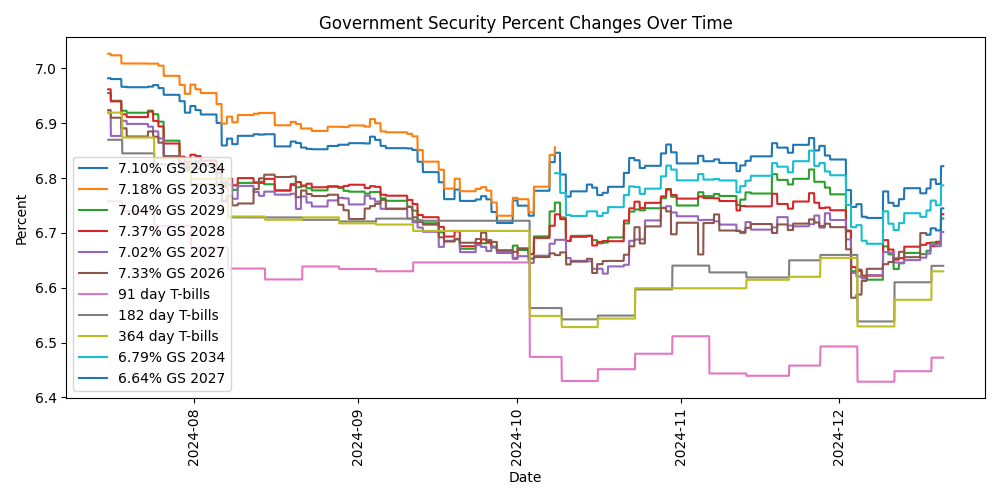 Government Security Percent Changes Over Time
Percent
7.0
6.9
6.8
6.7
6.6
6.5
6.4
7.10% GS 2034
7.18% GS 2033
7.04% GS 2029
7.37% GS 2028
7.02% GS 2027
7.33% GS 2026
91 day T-bills
182 day T-bills
364 day T-bills
6.79% GS 2034
6.64% GS 2027
2024-08
2024-09
2024-10
2024-11
2024-12
Date